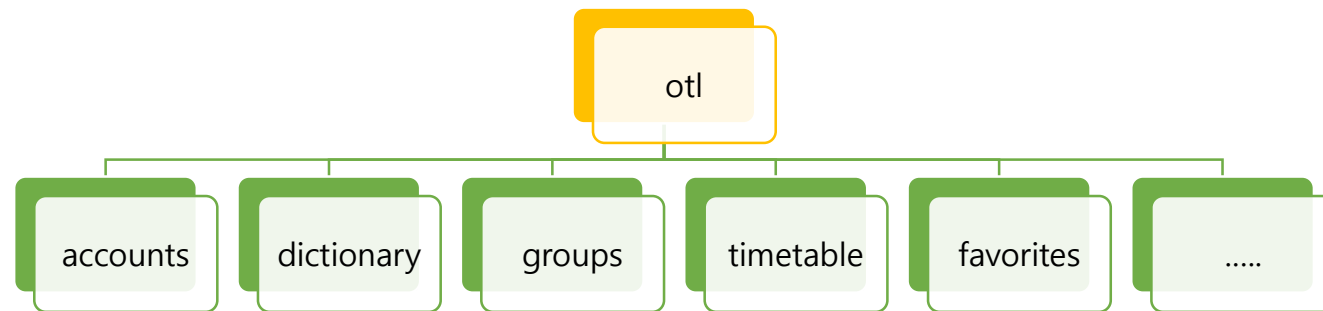 otl
accounts
dictionary
groups
timetable
favorites
.....